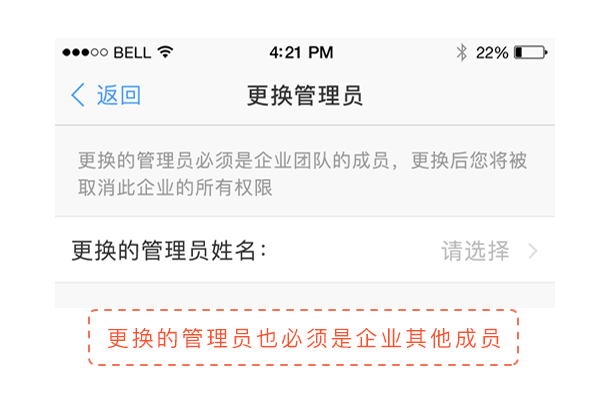 BELL 4:21 PM 22%
返回 更换管理员
更换的管理员必须是企业团队的成员，更换后您将被
取消此企业的所有权限
更换的管理员姓名： 请选择
更换的管理员也必须是企业其他成员